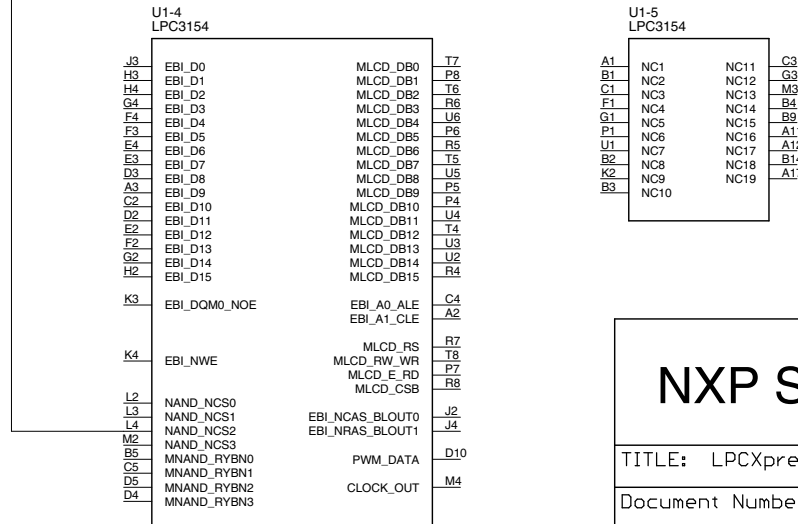 U1-4
LPC3154
J3 EBI_D0 MLCD_DB0 T7
H3 EBI_D1 MLCD_DB1 P8
H4 EBI_D2 MLCD_DB2 T6
G4 EBI_D3 MLCD_DB3 R6
F4 EBI_D4 MLCD_DB4 U6
F3 EBI_D5 MLCD_DB5 P6
E4 EBI_D6 MLCD_DB6 R5
E3 EBI_D7 MLCD_DB7 T5
D3 EBI_D8 MLCD_DB8 U5
A3 EBI_D9 MLCD_DB9 P5
C2 EBI_D10 MLCD_DB10 P4
D2 EBI_D11 MLCD_DB11 U4
E2 EBI_D12 MLCD_DB12 T4
F2 EBI_D13 MLCD_DB13 U3
G2 EBI_D14 MLCD_DB14 U2
H2 EBI_D15 MLCD_DB15 R4
K3 EBI_DQM0_NOE EBI_A0_ALE C4
EBI_A1_CLE A2
MLCD_RS R7
K4 EBI_NWE MLCD_RW_WR T8
MLCD_E_RD P7
MLCD_CSB R8
L2 NAND_NCS0
L3 NAND_NCS1 EBI_NCAS_BLOUT0 J2
L4 NAND_NCS2 EBI_NRAS_BLOUT1 J4
M2 NAND_NCS3
B5 MNAND_RYBN0 PWM_DATA D10
C5 MNAND_RYBN1
D5 MNAND_RYBN2 CLOCK_OUT M4
D4 MNAND_RYBN3
U1-5
LPC3154
A1 NC1 NC11 C3
B1 NC2 NC12 G3
C1 NC3 NC13 M3
F1 NC4 NC14 B4
G1 NC5 NC15 B9
P1 NC6 NC16 A11
U1 NC7 NC17 A12
B2 NC8 NC18 B14
K2 NC9 NC19 A17
B3 NC10
NXP S
TITLE: LPCXpre
Document Numbe